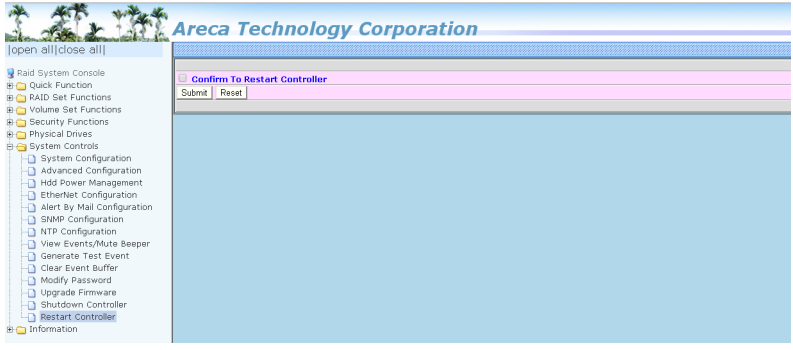 Areca Technology Corporation
|open all|close all|
Raid System Console
Quick Function
RAID Set Functions
Volume Set Functions
Security Functions
Physical Drives
System Controls
System Configuration
Advanced Configuration
Hdd Power Management
EtherNet Configuration
Alert By Mail Configuration
SNMP Configuration
NTP Configuration
View Events/Mute Beeper
Generate Test Event
Clear Event Buffer
Modify Password
Upgrade Firmware
Shutdown Controller
Restart Controller
Information
Confirm To Restart Controller
Submit Reset